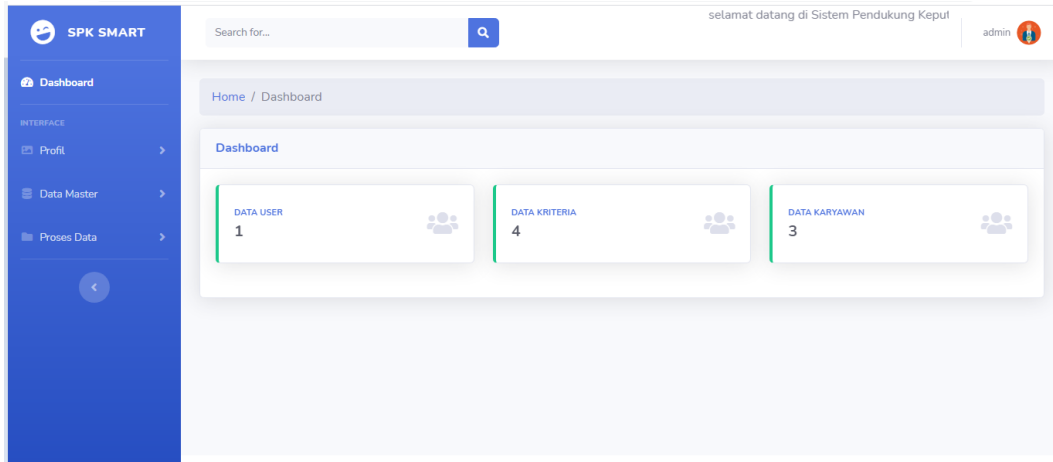 SPK SMART
Search for...
selamat datang di Sistem Pendukung Keput
admin
Dashboard
Home / Dashboard
INTERFACE
Profil
Data Master
Proses Data
Dashboard
DATA USER
1
DATA KRITERIA
4
DATA KARYAWAN
3